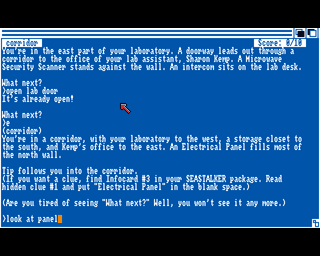 corridor Score: 0/10
You're in the east part of your laboratory. A doorway leads out through a
corridor to the office of your lab assistant, Sharon Kemp. A Microwave
Security Scanner stands against the wall. An intercon sits on the lab desk.
What next?
>open lab door
It's already open!
What next?
>e
(corridor)
You're in a corridor, with your laboratory to the west, a storage closet to
the south, and Kemp's office to the east. An Electrical Panel fills most of
the north wall.
Tip follows you into the corridor.
(If you want a clue, find Infocard #3 in your SEASTALKER package. Read
hidden clue #1 and put "Electrical Panel" in the blank space.)
(Are you tired of seeing "What next?" Well, you won't see it any more.)
>look at panel